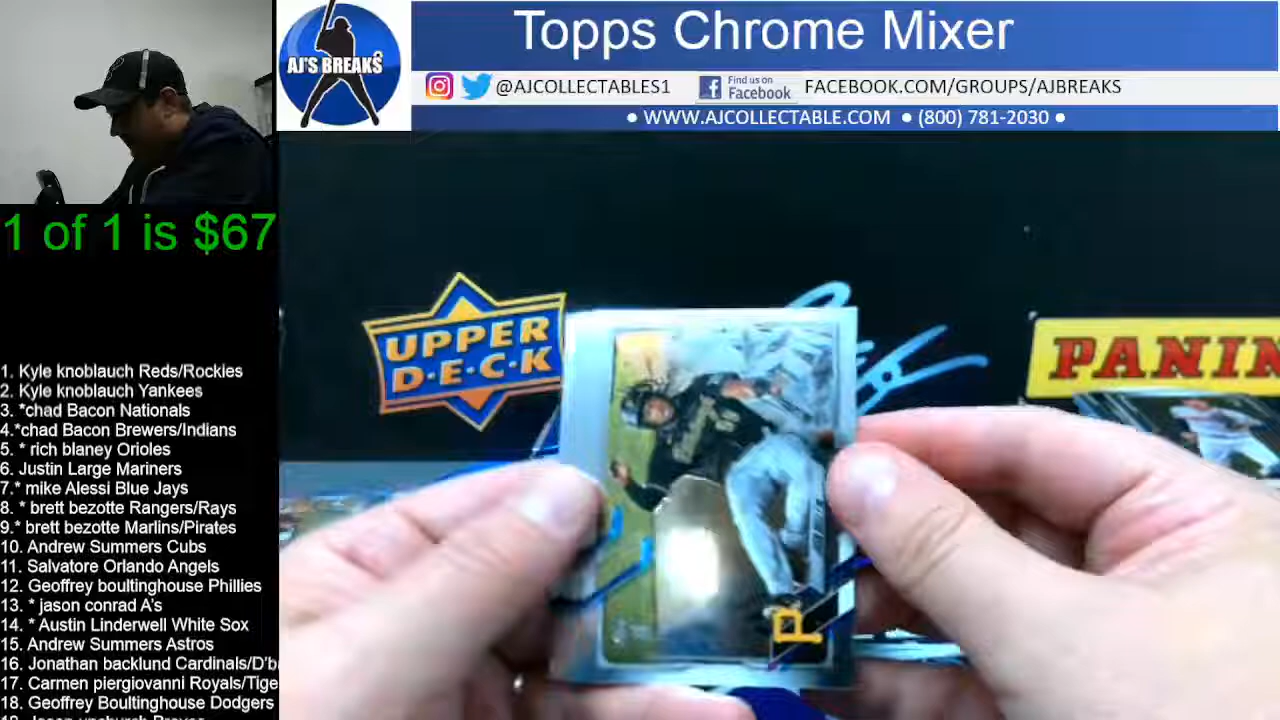 Topps Chrome Mixer
AJ'S BREAKS
@AJCOLLECTABLES1
Find us on
Facebook
FACEBOOK.COM/GROUPS/AJBREAKS
• WWW.AJCOLLECTABLE.COM • (800) 781-2030 •
1 of 1 is $67
UPPER
D·E·C·K
PANIN
P
1. Kyle knoblauch Reds/Rockies
2. Kyle knoblauch Yankees
3. *chad Bacon Nationals
4.*chad Bacon Brewers/Indians
5. * rich blaney Orioles
6. Justin Large Mariners
7.* mike Alessi Blue Jays
8. * brett bezotte Rangers/Rays
9.* brett bezotte Marlins/Pirates
10. Andrew Summers Cubs
11. Salvatore Orlando Angels
12. Geoffrey boultinghouse Phillies
13. * jason conrad A's
14. * Austin Linderwell White Sox
15. Andrew Summers Astros
16. Jonathan backlund Cardinals/D'b
17. Carmen piergiovanni Royals/Tige
18. Geoffrey Boultinghouse Dodgers